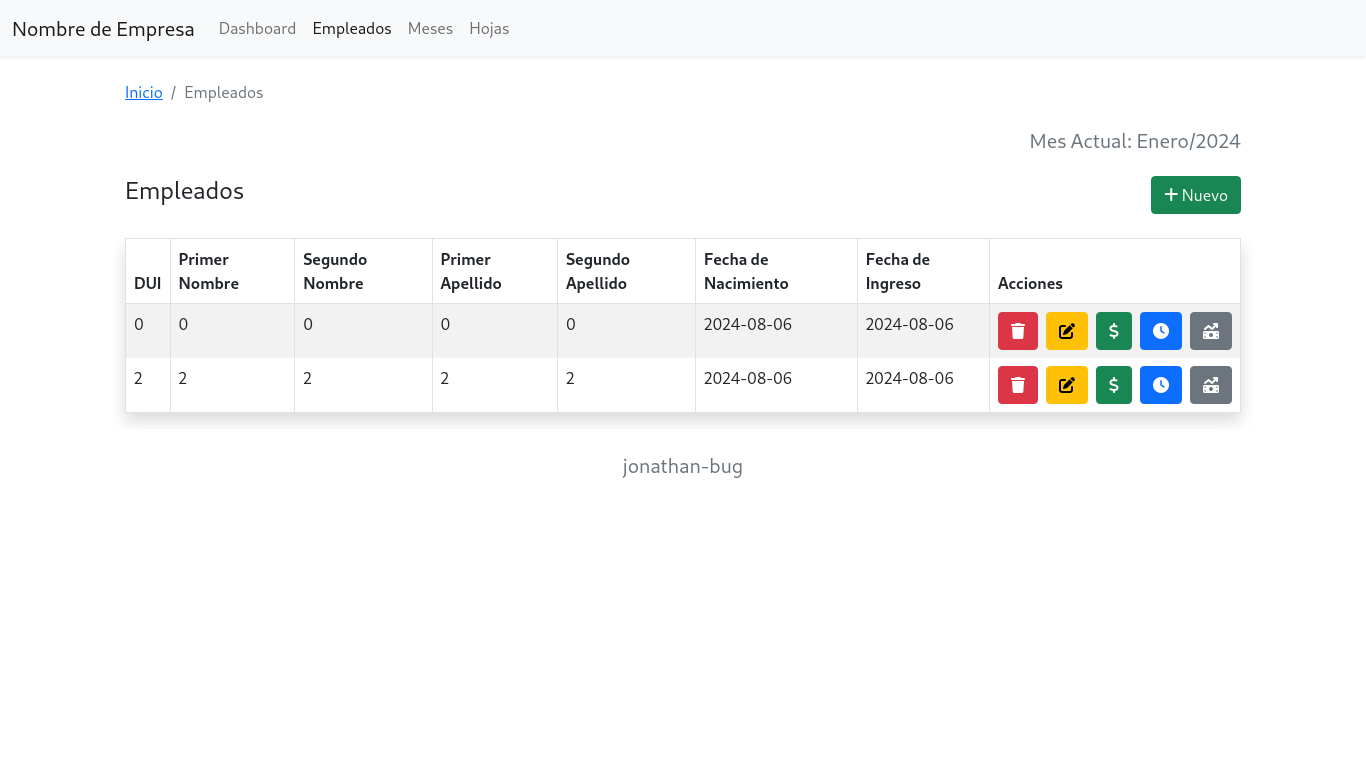 Nombre de Empresa Dashboard Empleados Meses Hojas
Inicio / Empleados
Mes Actual: Enero/2024
Empleados
Nuevo
DUI Primer Nombre Segundo Nombre Primer Apellido Segundo Apellido Fecha de Nacimiento Fecha de Ingreso Acciones
0 0 0 0 0 2024-08-06 2024-08-06
2 2 2 2 2 2024-08-06 2024-08-06
jonathan-bug